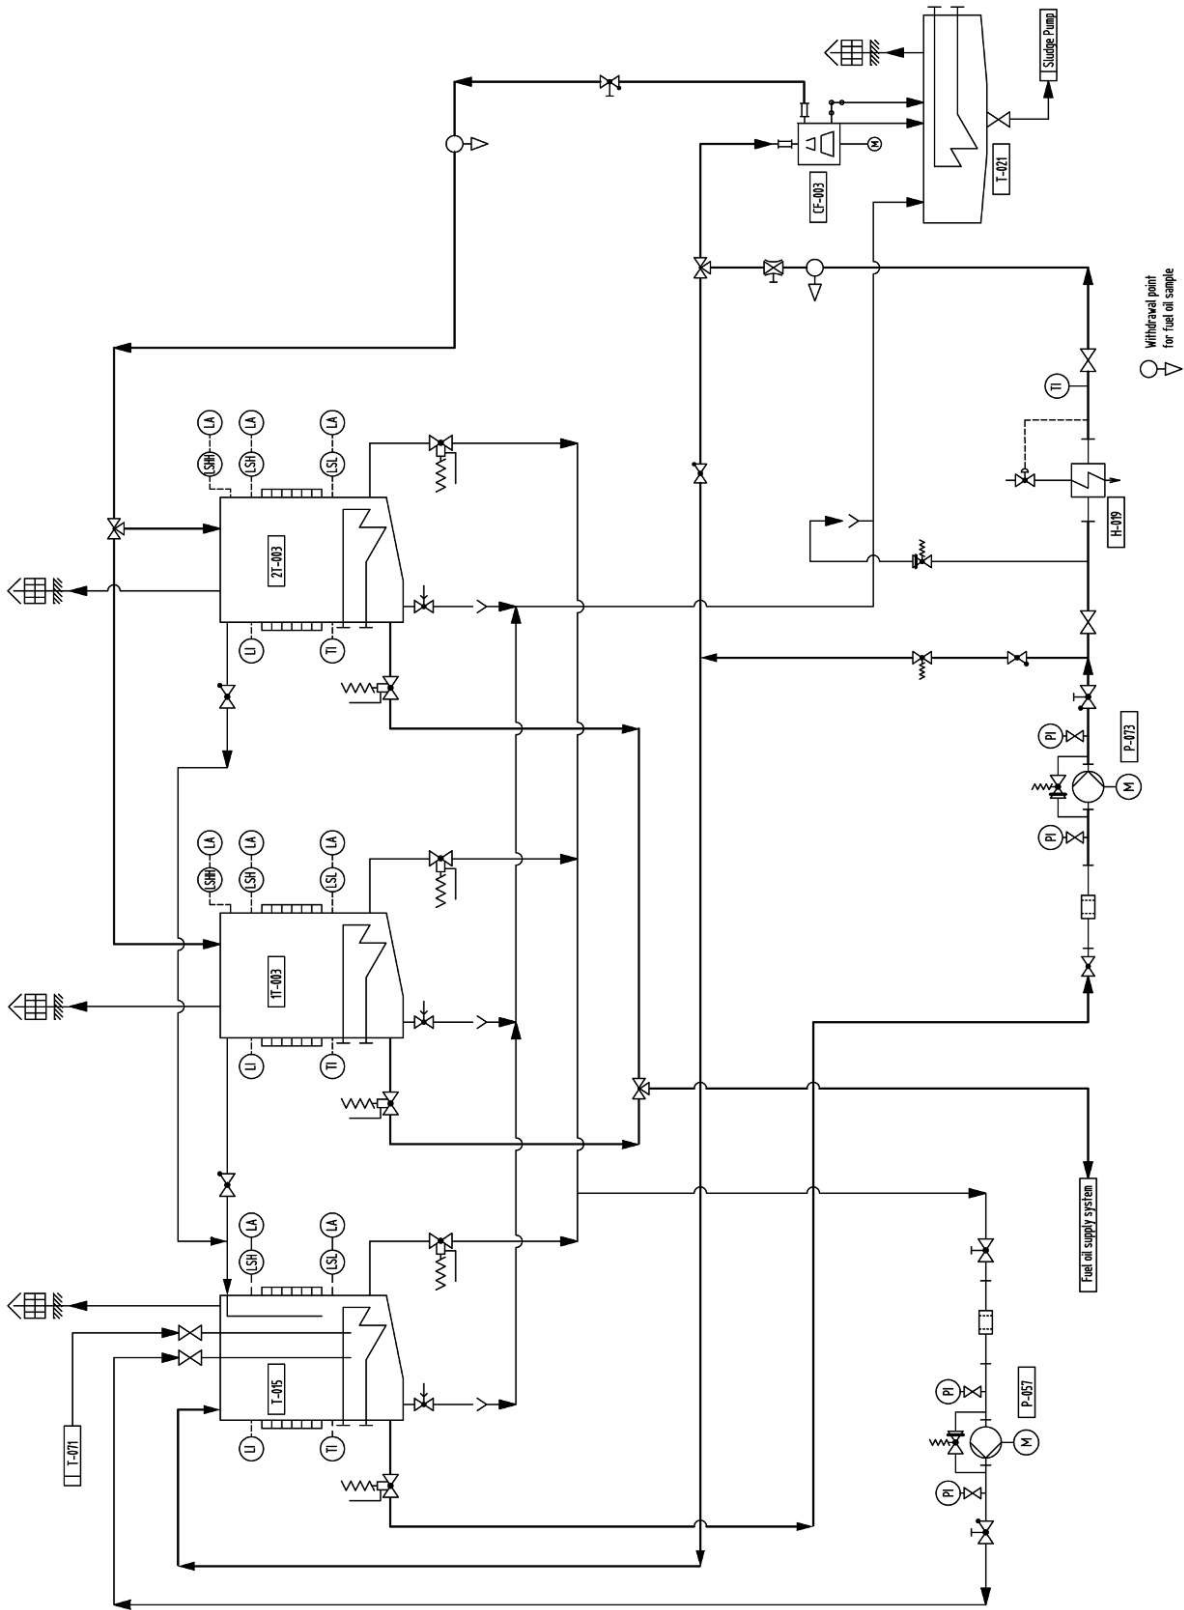 LSHH
LA
LSH
LA
LSL
LA
2T-003
LI
TI
LSHH
LA
LSH
LA
LSL
LA
1T-003
LI
TI
LSH
LA
LSL
LA
T-015
LI
TI
T-071
CF-003
M
T-021
Sludge Pump
TI
H-019
PI
P-073
M
PI
Withdrawal point
for fuel oil sample
Fuel oil supply system
PI
P-057
M
PI